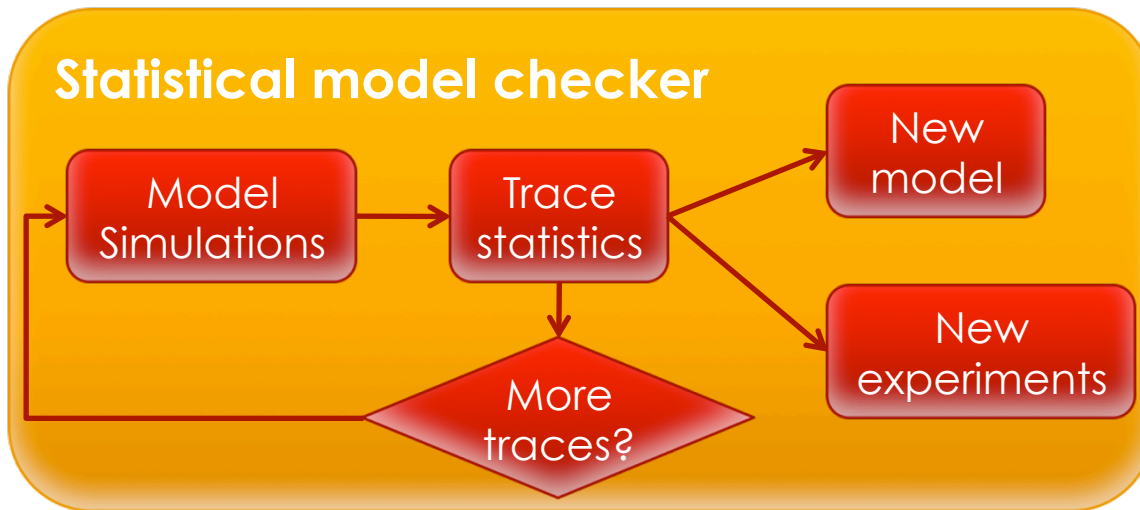 Statistical model checker
Model
Simulations
Trace
statistics
New
model
New
experiments
More
traces?